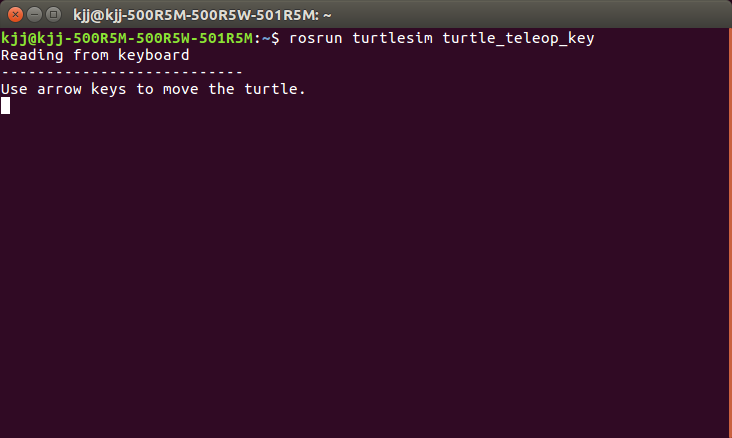 kjj@kjj-500R5M-500R5W-501R5M: ~
kjj@kjj-500R5M-500R5W-501R5M:~$ rosrun turtlesim turtle_teleop_key
Reading from keyboard
---------------------------
Use arrow keys to move the turtle.